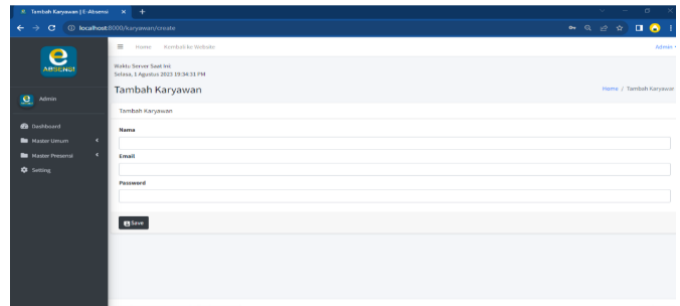 Tambah Karyawan | E-Absensi
localhost:8000/karyawan/create
e
ABSENSI
Admin
Dashboard
Master Umum
Master Presensi
Setting
Home Kembali ke Website
Admin
Waktu Server Saat Ini:
Selasa, 1 Agustus 2023 19:34:31 PM
Tambah Karyawan
Home / Tambah Karyawan
Tambah Karyawan
Nama
Email
Password
Save